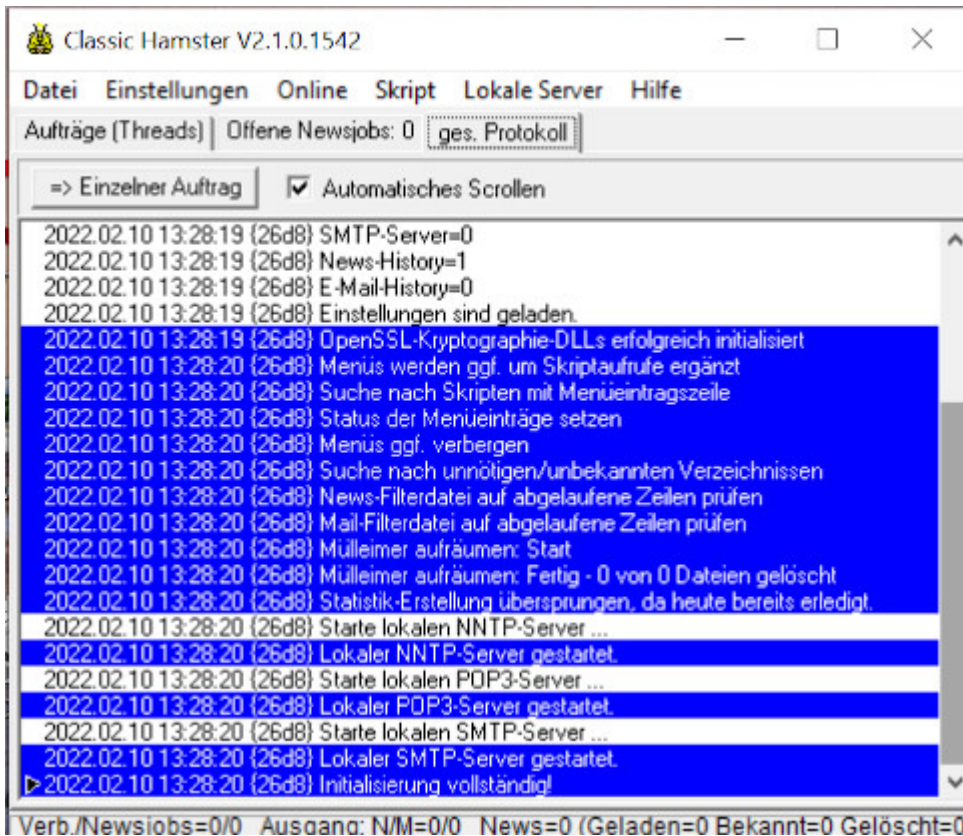 Classic Hamster V2.1.0.1542
Datei Einstellungen Online Skript Lokale Server Hilfe
Aufträge (Threads) Offene Newsjobs: 0 ges. Protokoll
=> Einzelner Auftrag Automatisches Scrollen
2022.02.10 13:28:19 {26d8} SMTP-Server=0
2022.02.10 13:28:19 {26d8} News-History=1
2022.02.10 13:28:19 {26d8} E-Mail-History=0
2022.02.10 13:28:19 {26d8} Einstellungen sind geladen.
2022.02.10 13:28:19 {26d8} OpenSSL-Kryptographie-DLLs erfolgreich initialisiert
2022.02.10 13:28:20 {26d8} Menüs werden ggf. um Skriptaufrufe ergänzt
2022.02.10 13:28:20 {26d8} Suche nach Skripten mit Menüeintragszeile
2022.02.10 13:28:20 {26d8} Status der Menüeinträge setzen
2022.02.10 13:28:20 {26d8} Menüs ggf. verbergen
2022.02.10 13:28:20 {26d8} Suche nach unnötigen/unbekannten Verzeichnissen
2022.02.10 13:28:20 {26d8} News-Filterdatei auf abgelaufene Zeilen prüfen
2022.02.10 13:28:20 {26d8} Mail-Filterdatei auf abgelaufene Zeilen prüfen
2022.02.10 13:28:20 {26d8} Mülleimer aufräumen: Start
2022.02.10 13:28:20 {26d8} Mülleimer aufräumen: Fertig - 0 von 0 Dateien gelöscht
2022.02.10 13:28:20 {26d8} Statistik-Erstellung übersprungen, da heute bereits erledigt.
2022.02.10 13:28:20 {26d8} Starte lokalen NNTP-Server ...
2022.02.10 13:28:20 {26d8} Lokaler NNTP-Server gestartet.
2022.02.10 13:28:20 {26d8} Starte lokalen POP3-Server ...
2022.02.10 13:28:20 {26d8} Lokaler POP3-Server gestartet.
2022.02.10 13:28:20 {26d8} Starte lokalen SMTP-Server ...
2022.02.10 13:28:20 {26d8} Lokaler SMTP-Server gestartet.
2022.02.10 13:28:20 {26d8} Initialisierung vollständig!
Verb./Newsjobs=0/0 Ausgang: N/M=0/0 News=0 (Geladen=0 Bekannt=0 Gelöscht=0